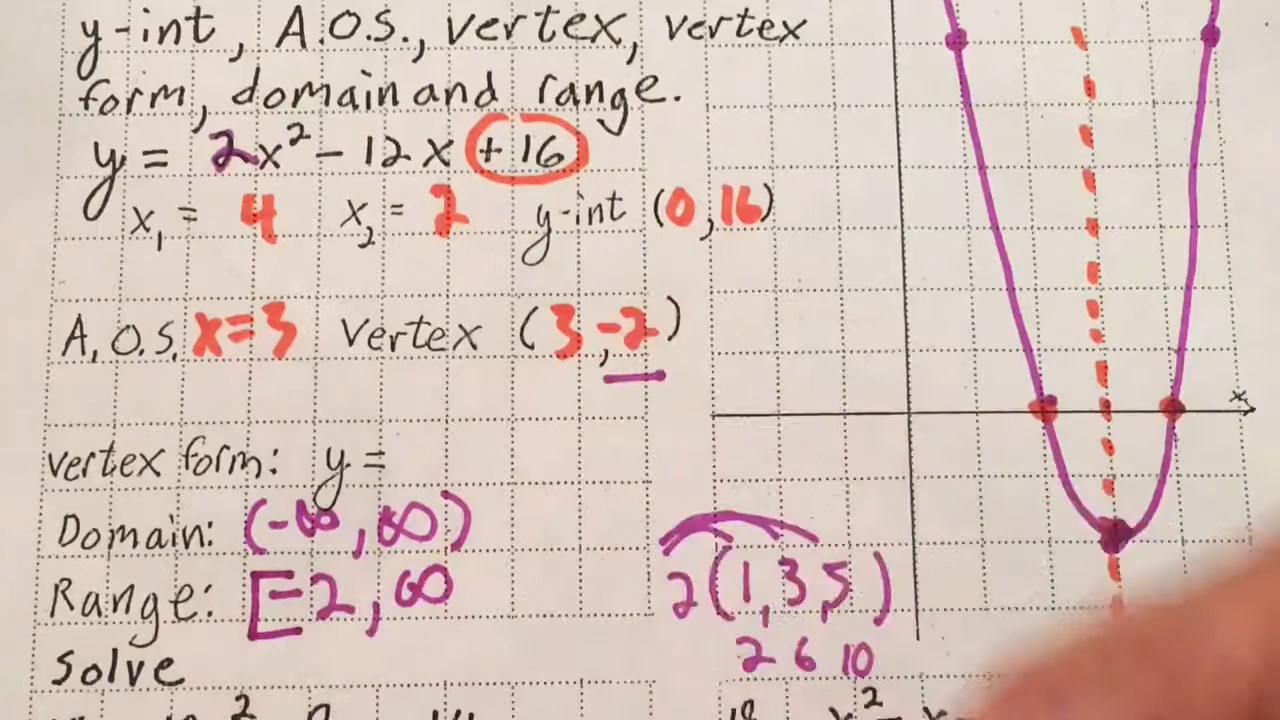 y-int, A.O.S., vertex, vertex
form, domain and range.
y = 2x² - 12x + 16
x₁ = 4 x₂ = 2 y-int (0, 16)
A.O.S. x=3 Vertex (3, -2)
vertex form: y =
Domain: (-∞, ∞)
Range: [-2, ∞
Solve
x
2(1, 3, 5)
2 6 10